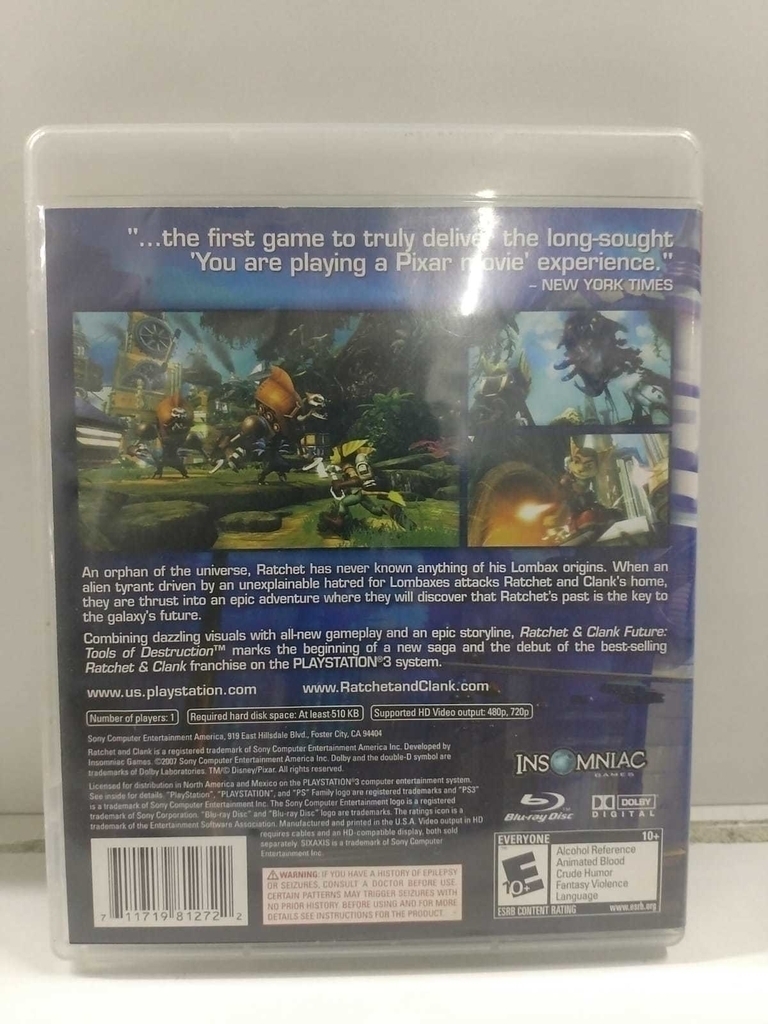 "...the first game to truly deliver the long-sought
'You are playing a Pixar movie' experience."
– NEW YORK TIMES
An orphan of the universe, Ratchet has never known anything of his Lombax origins. When an
alien tyrant driven by an unexplainable hatred for Lombaxes attacks Ratchet and Clank's home,
they are thrust into an epic adventure where they will discover that Ratchet's past is the key to
the galaxy's future.
Combining dazzling visuals with all-new gameplay and an epic storyline, Ratchet & Clank Future:
Tools of Destruction™ marks the beginning of a new saga and the debut of the best-selling
Ratchet & Clank franchise on the PLAYSTATION®3 system.
www.us.playstation.com www.RatchetandClank.com
Number of players: 1 Required hard disk space: At least 510 KB Supported HD Video output: 480p, 720p
Sony Computer Entertainment America, 919 East Hillsdale Blvd., Foster City, CA 94404
Ratchet and Clank is a registered trademark of Sony Computer Entertainment America Inc. Developed by
Insomniac Games. ©2007 Sony Computer Entertainment America Inc. Dolby and the double-D symbol are
trademarks of Dolby Laboratories. TM/© Disney/Pixar. All rights reserved.
Licensed for distribution in North America and Mexico on the PLAYSTATION®3 computer entertainment system.
See inside for details. "PlayStation", "PLAYSTATION", and "PS" Family logo are registered trademarks and "PS3"
is a trademark of Sony Computer Entertainment Inc. The Sony Computer Entertainment logo is a registered
trademark of Sony Corporation. "Blu-ray Disc" and "Blu-ray Disc" logo are trademarks. The ratings icon is a
trademark of the Entertainment Software Association. Manufactured and printed in the U.S.A. Video output in HD
requires cables and an HD-compatible display, both sold
separately. SIXAXIS is a trademark of Sony Computer
Entertainment Inc.
INSOMNIAC
GAMES
Blu-ray Disc
DOLBY
DIGITAL
7 11719 81272 2
WARNING: IF YOU HAVE A HISTORY OF EPILEPSY
OR SEIZURES, CONSULT A DOCTOR BEFORE USE.
CERTAIN PATTERNS MAY TRIGGER SEIZURES WITH
NO PRIOR HISTORY. BEFORE USING AND FOR MORE
DETAILS SEE INSTRUCTIONS FOR THE PRODUCT.
EVERYONE 10+
E
10+
Alcohol Reference
Animated Blood
Crude Humor
Fantasy Violence
Language
ESRB CONTENT RATING www.esrb.org